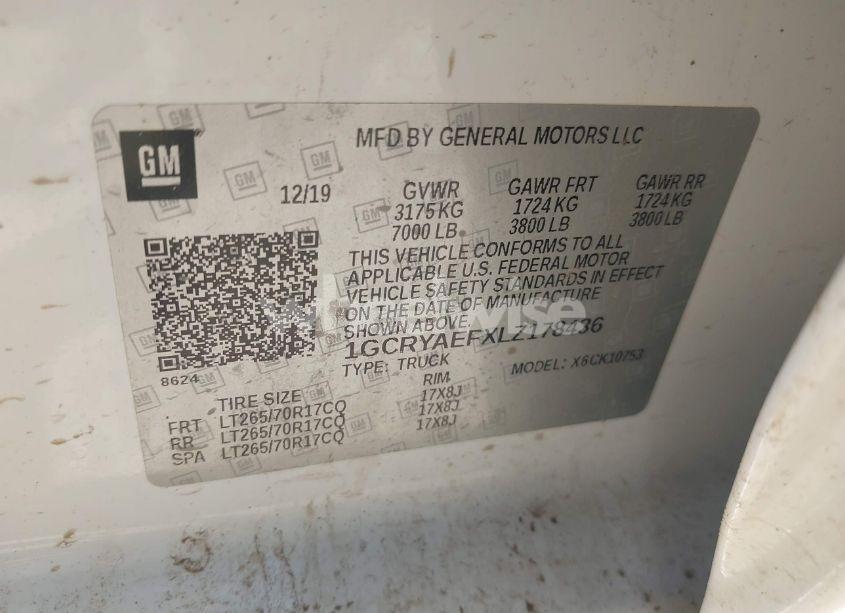 GM
MFD BY GENERAL MOTORS LLC
12/19
GVWR
3175 KG
7000 LB
GAWR FRT
1724 KG
3800 LB
GAWR RR
1724 KG
3800 LB
THIS VEHICLE CONFORMS TO ALL
APPLICABLE U.S. FEDERAL MOTOR
VEHICLE SAFETY STANDARDS IN EFFECT
ON THE DATE OF MANUFACTURE
SHOWN ABOVE.
1GCRYAEFXLZ178436
TYPE: TRUCK
MODEL: X6CK10753
8624
TIRE SIZE
RIM
FRT LT265/70R17CQ 17X8J
RR LT265/70R17CQ 17X8J
SPA LT265/70R17CQ 17X8J